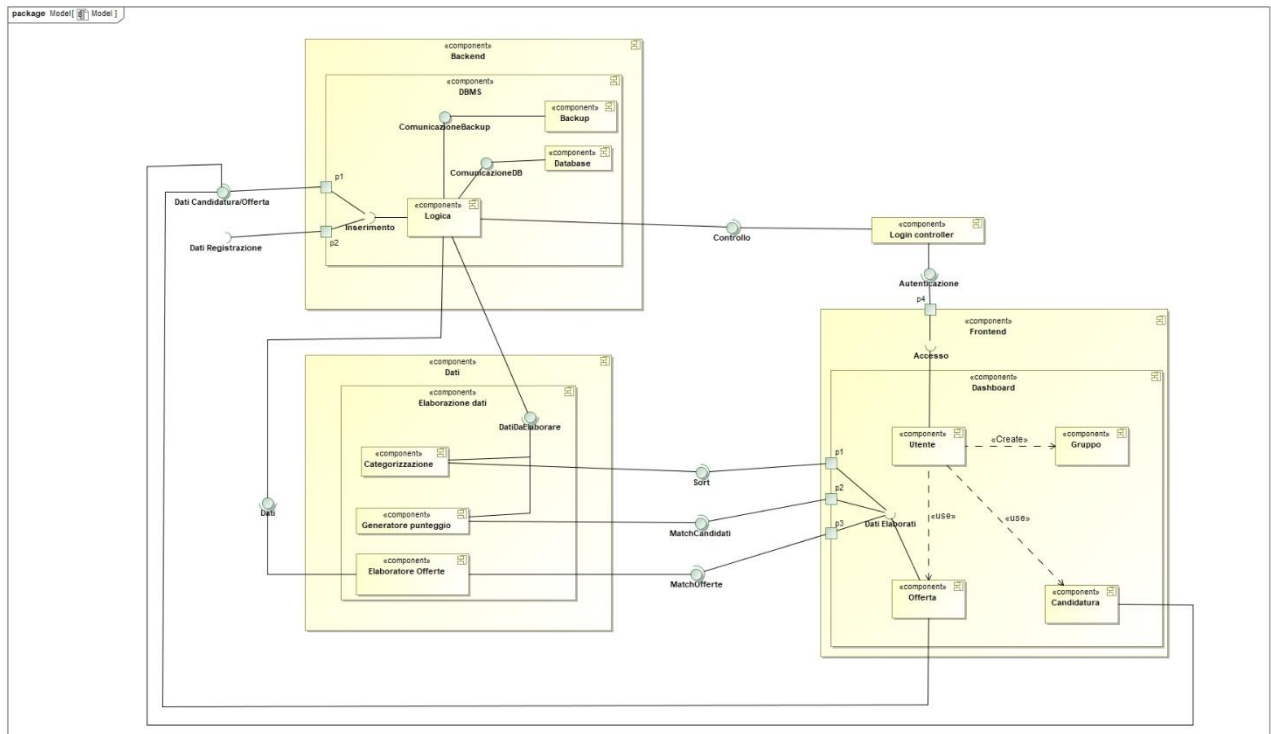 package Model[ Model ]
«component»
Backend
«component»
DBMS
«component»
Backup
ComunicazioneBackup
«component»
Database
ComunicazioneDB
p1
Dati Candidatura/Offerta
«component»
Logica
Inserimento
p2
Dati Registrazione
Controllo
«component»
Login controller
Autenticazione
p4
«component»
Frontend
Accesso
«component»
Dashboard
«component»
Utente
«Create»
«component»
Gruppo
«component»
Dati
«component»
Elaborazione dati
DatiDaElaborare
«component»
Categorizzazione
Sort
p1
p2
«component»
Generatore punteggio
MatchCandidati
p3
Dati Elaborati
«use»
«use»
Dati
«component»
Elaboratore Offerte
MatchOfferte
«component»
Offerta
«component»
Candidatura